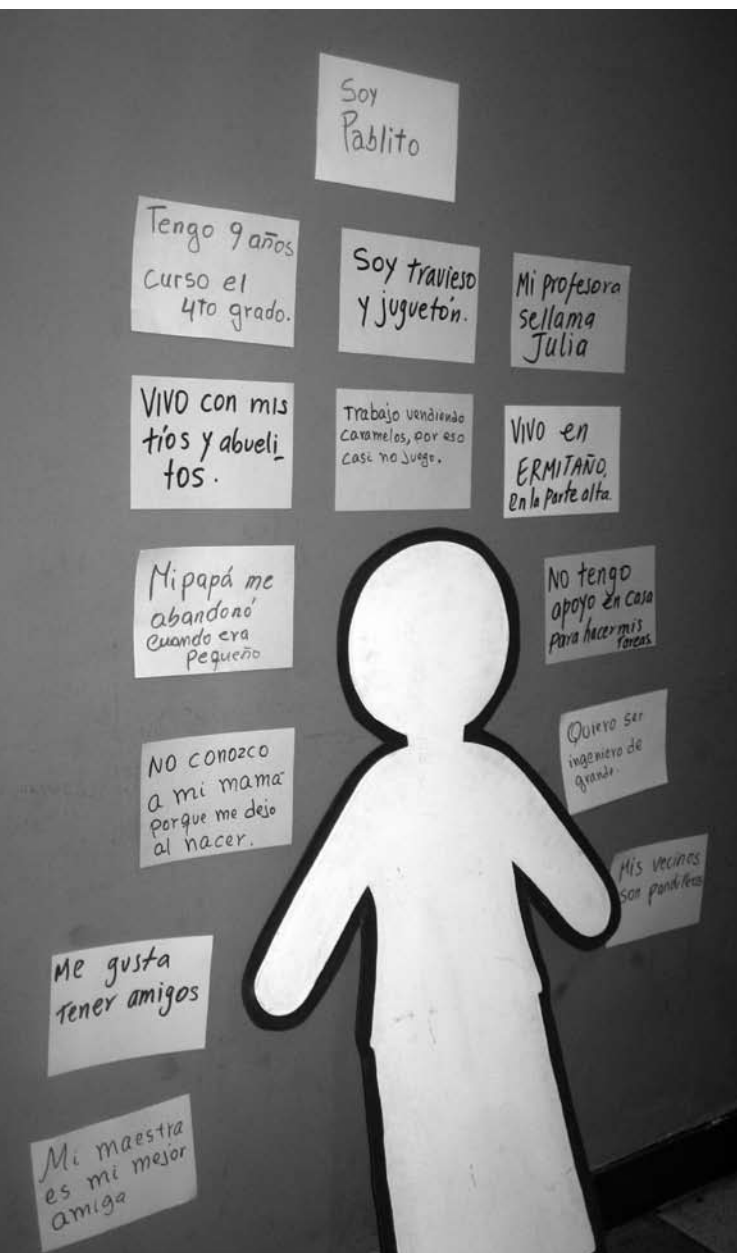 Soy
Pablito
Tengo 9 años
Curso el
4to grado.
Soy travieso
y juguetón.
Mi profesora
sellama
Julia
VIVO con mis
tíos y abueli_
tos.
Trabajo vendiendo
caramelos, por eso
casi no juego.
VIVO en
ERMITAÑO,
en la parte alta.
Mi papá me
abandonó
cuando era
pequeño
NO tengo
apoyo en casa
para hacer mis
tareas.
NO conozco
a mi mamá
porque me dejo
al nacer.
Quiero ser
ingeniero de
grande.
Mis vecinos
son pandilleros
Me gusta
tener amigos
Mi maestra
es mi mejor
amiga